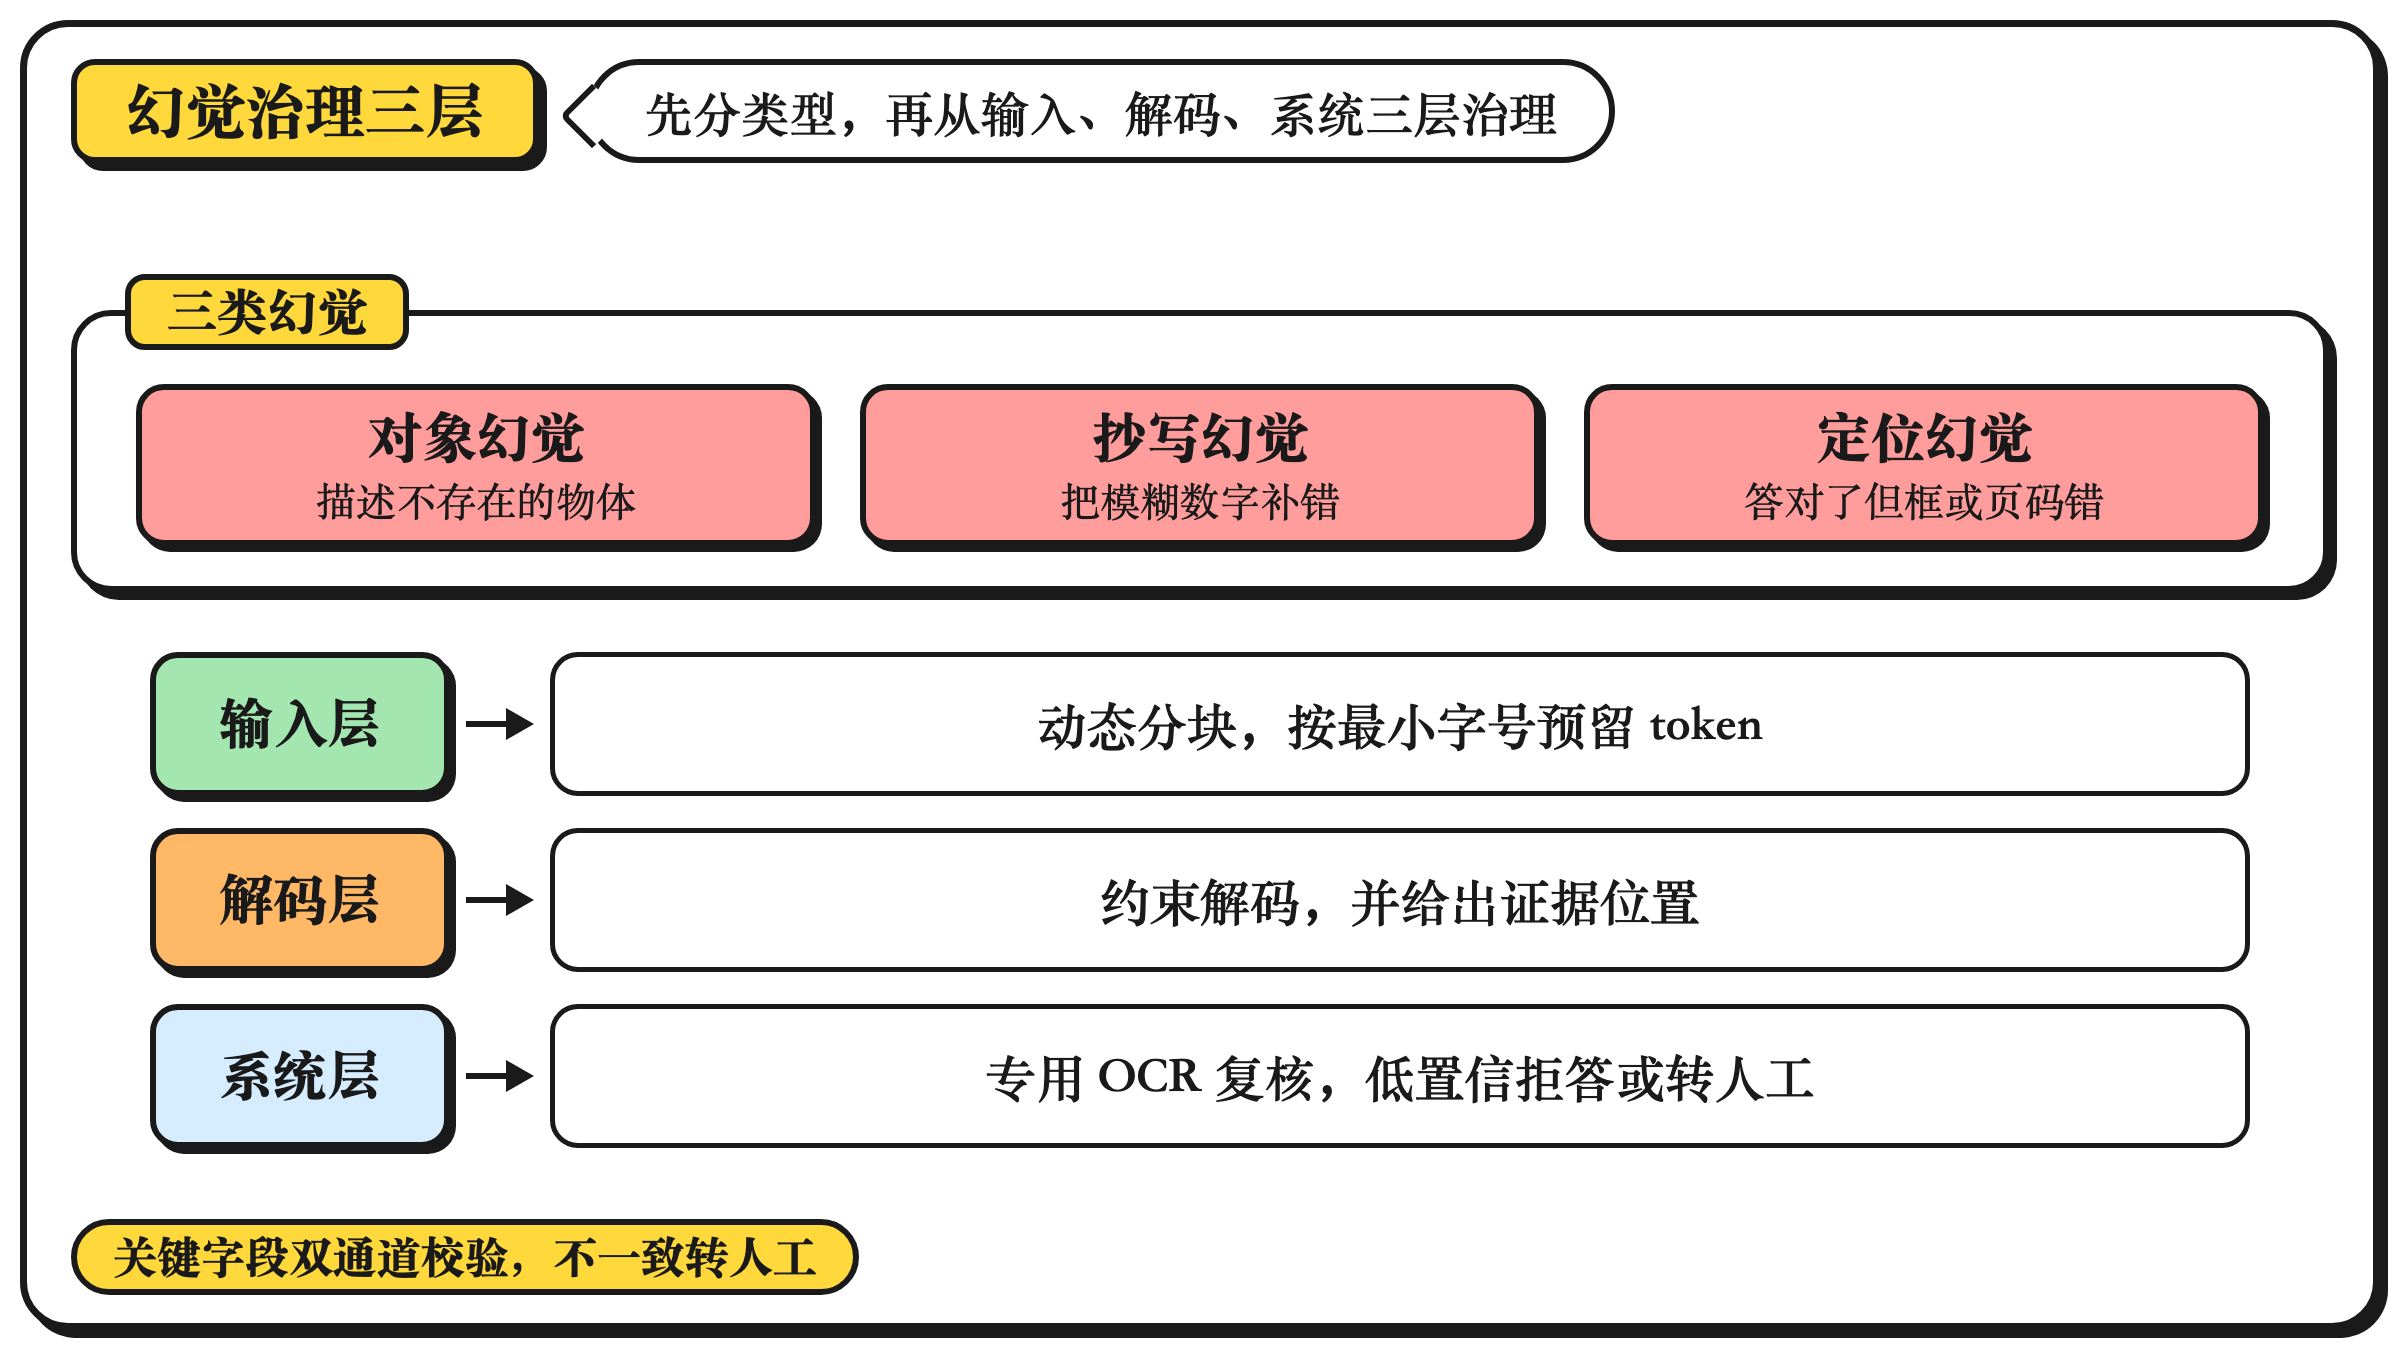 幻觉治理三层
先分类型，再从输入、解码、系统三层治理
三类幻觉
对象幻觉
描述不存在的物体
抄写幻觉
把模糊数字补错
定位幻觉
答对了但框或页码错
输入层
动态分块，按最小字号预留 token
解码层
约束解码，并给出证据位置
系统层
专用 OCR 复核，低置信拒答或转人工
关键字段双通道校验，不一致转人工